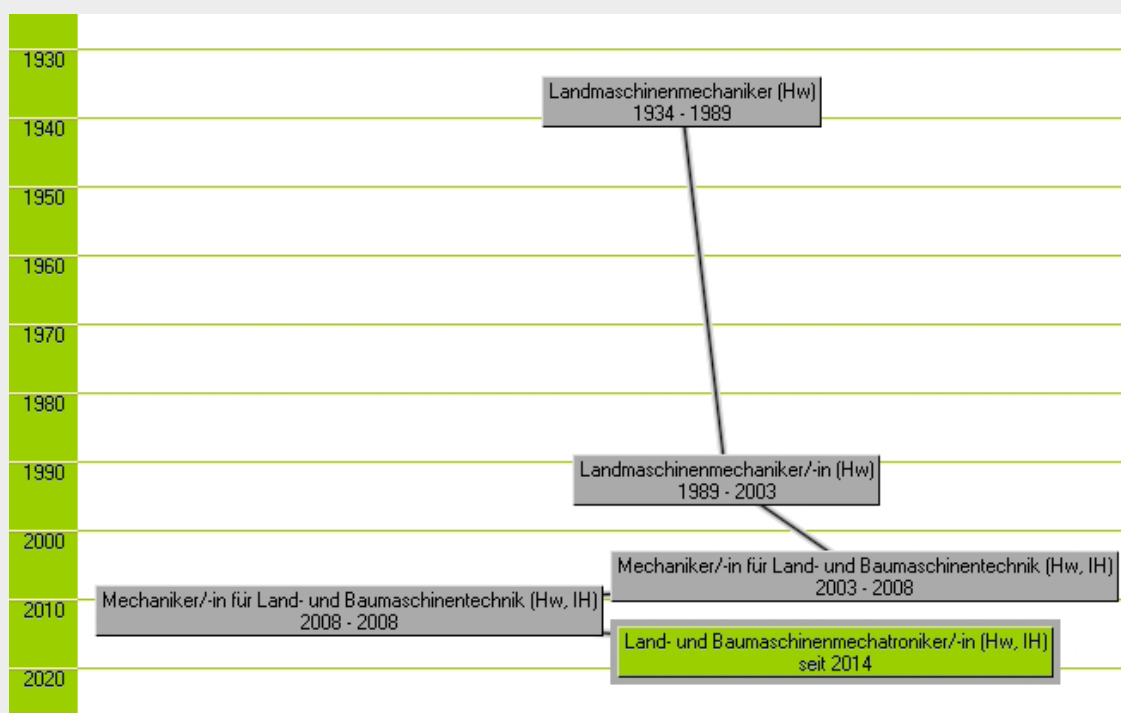 1930
Landmaschinenmechaniker (Hw)
1934 - 1989
1940
1950
1960
1970
1980
1990
Landmaschinenmechaniker/-in (Hw)
1989 - 2003
2000
Mechaniker/-in für Land- und Baumaschinentechnik (Hw, IH)
2003 - 2008
Mechaniker/-in für Land- und Baumaschinentechnik (Hw, IH)
2008 - 2008
2010
Land- und Baumaschinenmechatroniker/-in (Hw, IH)
seit 2014
2020